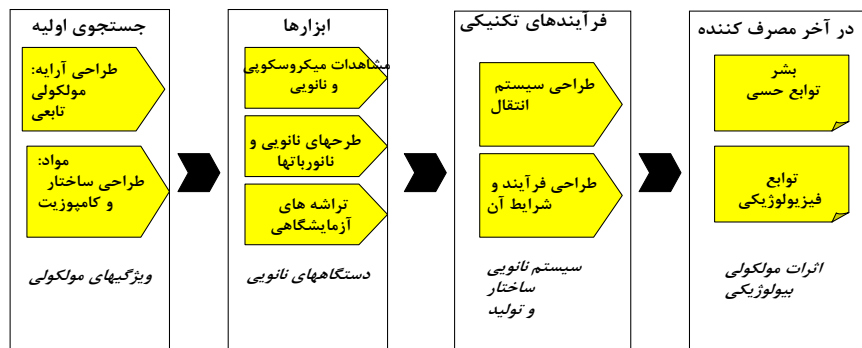 جستجوی اولیه
طراحی آرایه:
مولکولی
تابعی
مواد:
طراحی ساختار
و کامپوزیت
ویژگیهای مولکولی
ابزارها
مشاهدات میکروسکوپی
و نانویی
طرحهای نانویی و
نانورباتها
تراشه های
آزمایشگاهی
دستگاههای نانویی
فرآیندهای تکنیکی
طراحی سیستم
انتقال
طراحی فرآیند و
شرایط آن
سیستم نانویی
ساختار
و تولید
در آخر مصرف کننده
بشر
توابع حسی
توابع
فیزیولوژیکی
اثرات مولکولی
بیولوژیکی